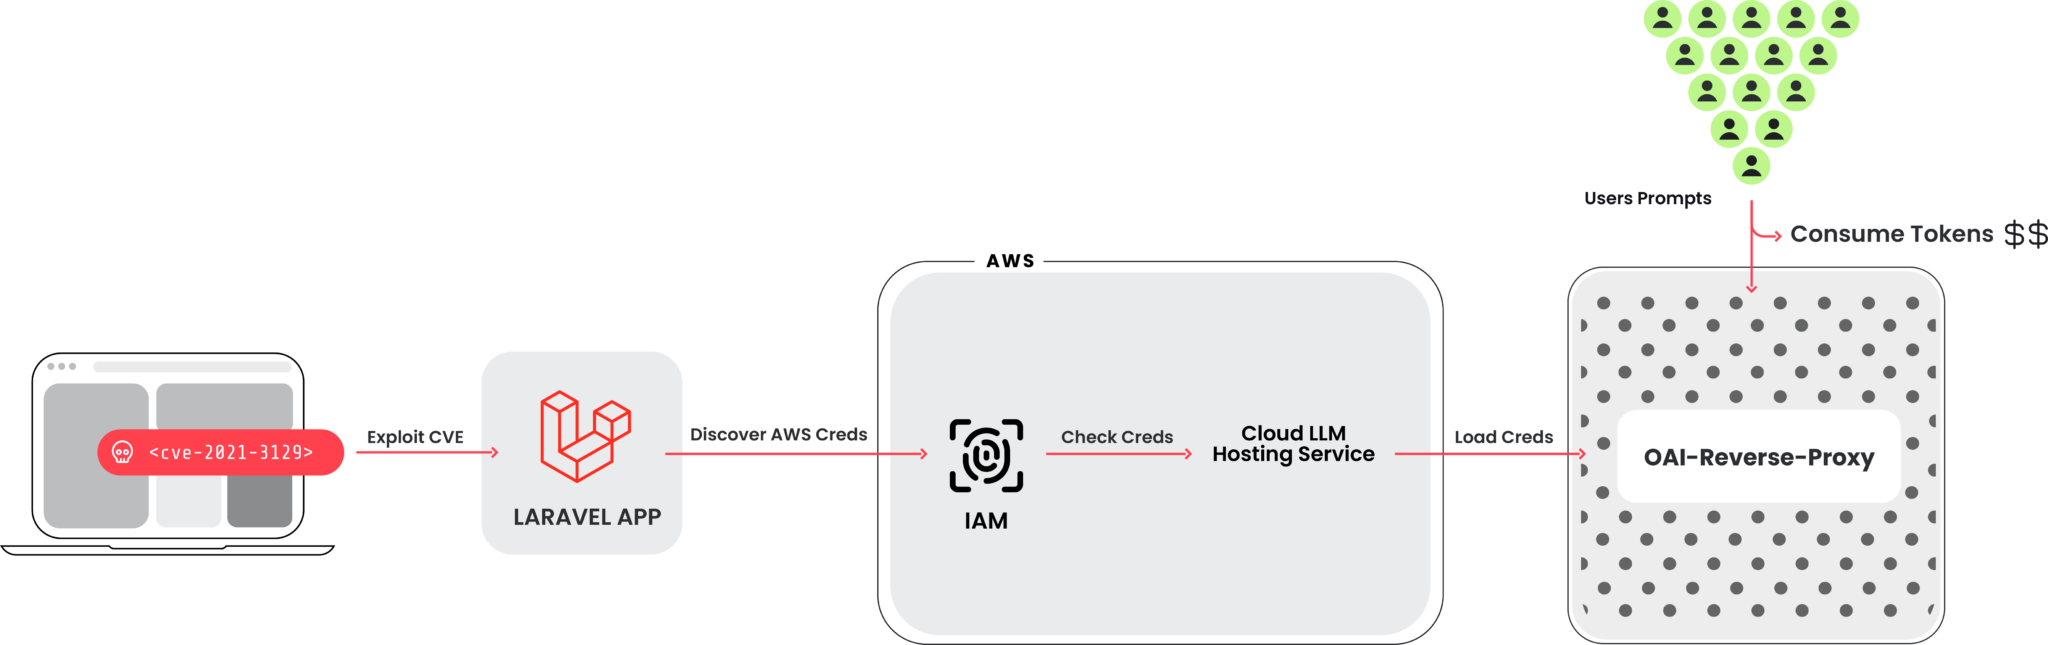 Users Prompts
Consume Tokens $$
AWS
<cve-2021-3129>
Exploit CVE
LARAVEL APP
Discover AWS Creds
IAM
Check Creds
Cloud LLM
Hosting Service
Load Creds
OAI-Reverse-Proxy